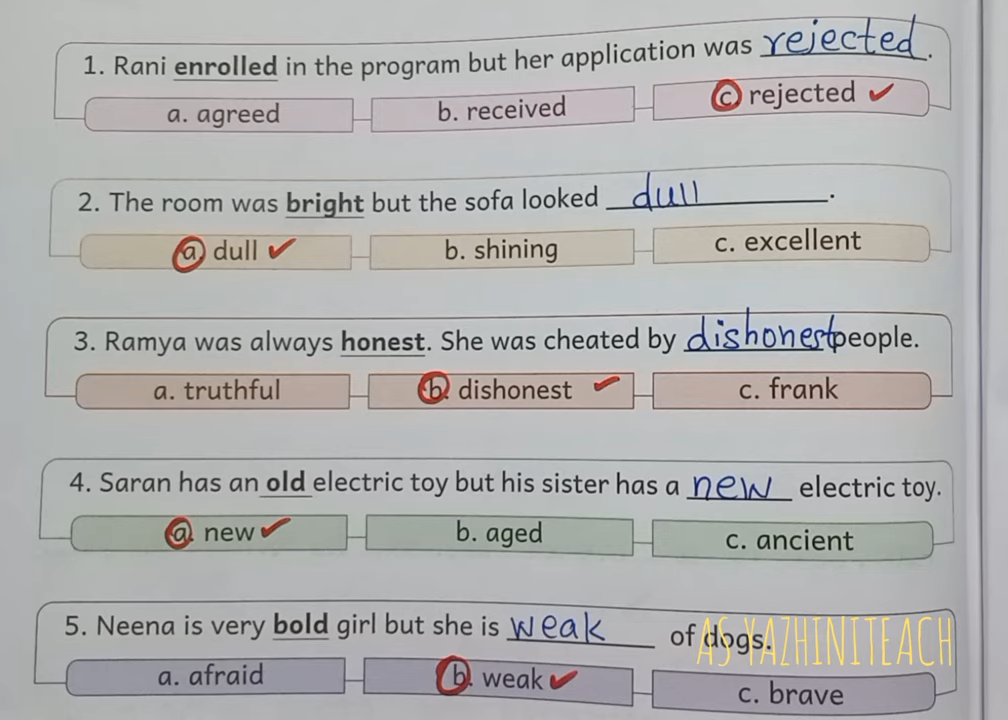 1. Rani enrolled in the program but her application was rejected.
a. agreed b. received c. rejected ✔
2. The room was bright but the sofa looked dull.
a. dull ✔ b. shining c. excellent
3. Ramya was always honest. She was cheated by dishonest people.
a. truthful b. dishonest ✔ c. frank
4. Saran has an old electric toy but his sister has a new electric toy.
a. new ✔ b. aged c. ancient
5. Neena is very bold girl but she is weak of dogs.
AS YAZHINITEACH
a. afraid b. weak ✔ c. brave